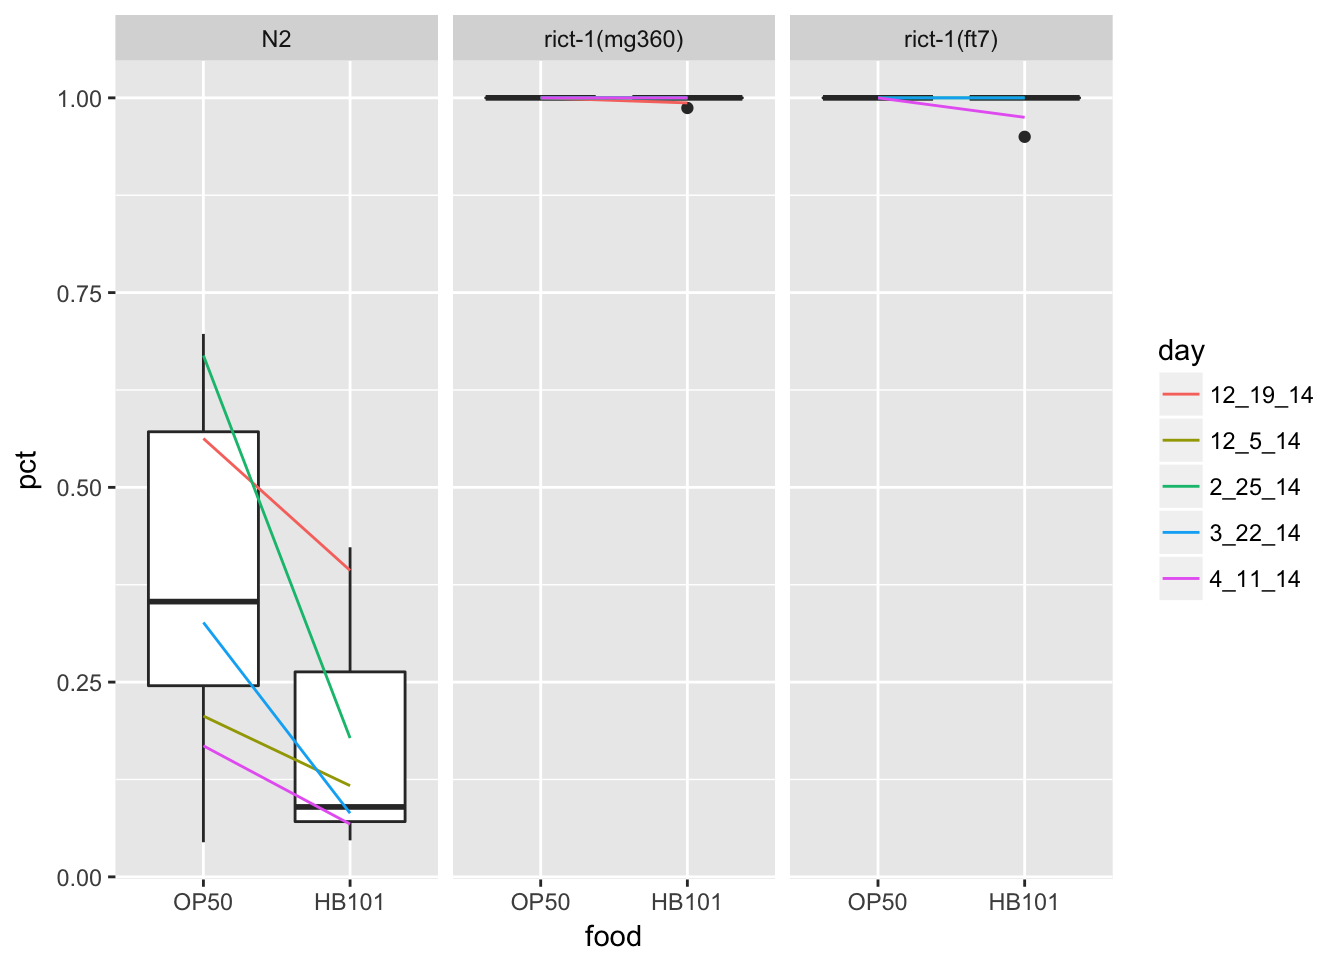 N2
rict-1(mg360)
rict-1(ft7)
1.00
0.75
0.50
0.25
0.00
pct
OP50 HB101
OP50 HB101
OP50 HB101
food
day
12_19_14
12_5_14
2_25_14
3_22_14
4_11_14